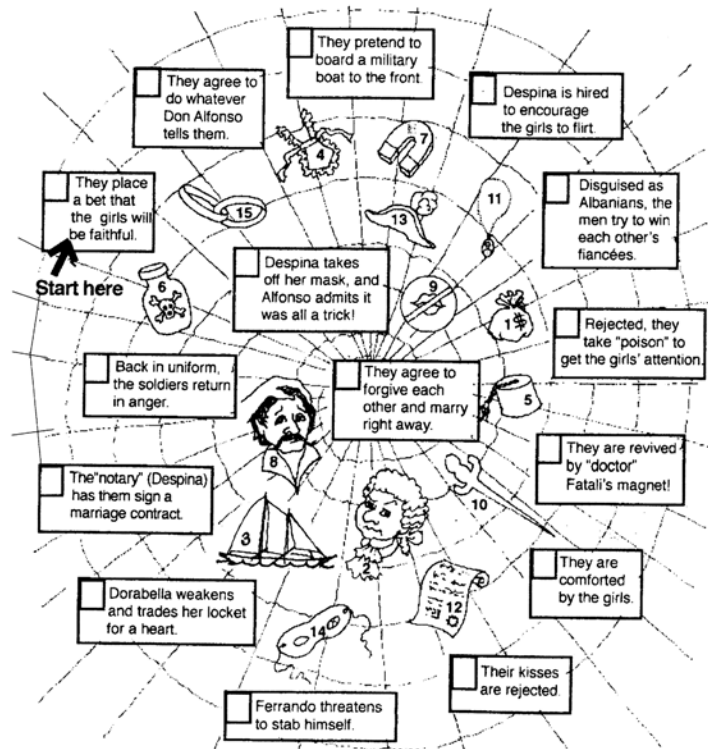 They pretend to
board a military
boat to the front.
They agree to
do whatever
Don Alfonso
tells them.
Despina is hired
to encourage
the girls to flirt.
They place
a bet that
the girls will
be faithful.
Start here
Disguised as
Albanians, the
men try to win
each other's
fiancées.
4
7
15
13
11
6
Despina takes
off her mask, and
Alfonso admits it
was all a trick!
9
1$
Rejected, they
take "poison" to
get the girls' attention.
Back in uniform,
the soldiers return
in anger.
They agree to
forgive each
other and marry
right away.
5
8
The"notary" (Despina)
has them sign a
marriage contract.
They are revived
by "doctor"
Fatali's magnet!
10
3
2
Dorabella weakens
and trades her locket
for a heart.
They are
comforted
by the girls.
12
14
Their kisses
are rejected.
Ferrando threatens
to stab himself.